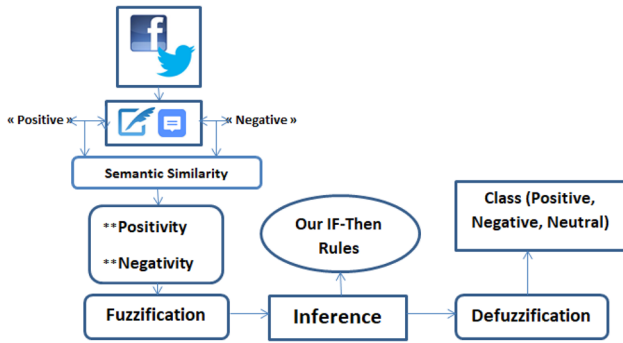 f
« Positive »
« Negative »
Semantic Similarity
**Positivity
**Negativity
Our IF-Then
Rules
Class (Positive,
Negative, Neutral)
Fuzzification
Inference
Defuzzification